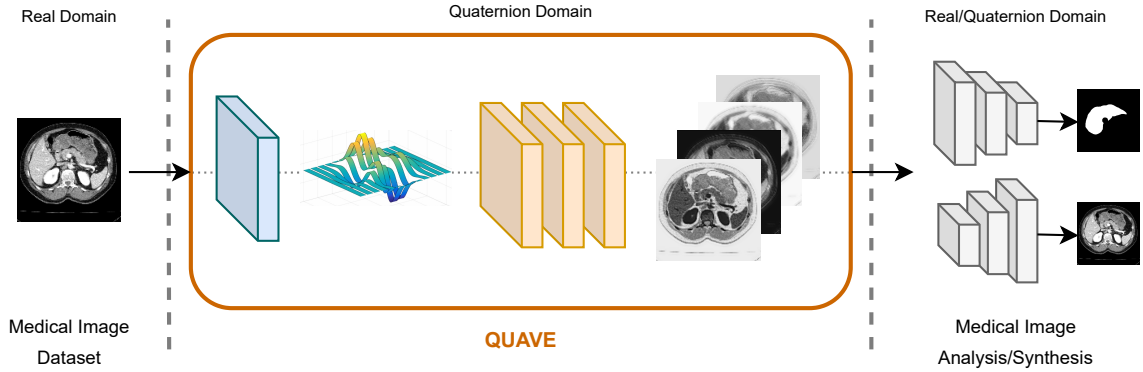 Real Domain
Quaternion Domain
Real/Quaternion Domain
Medical Image
Dataset
QUAVE
Medical Image
Analysis/Synthesis